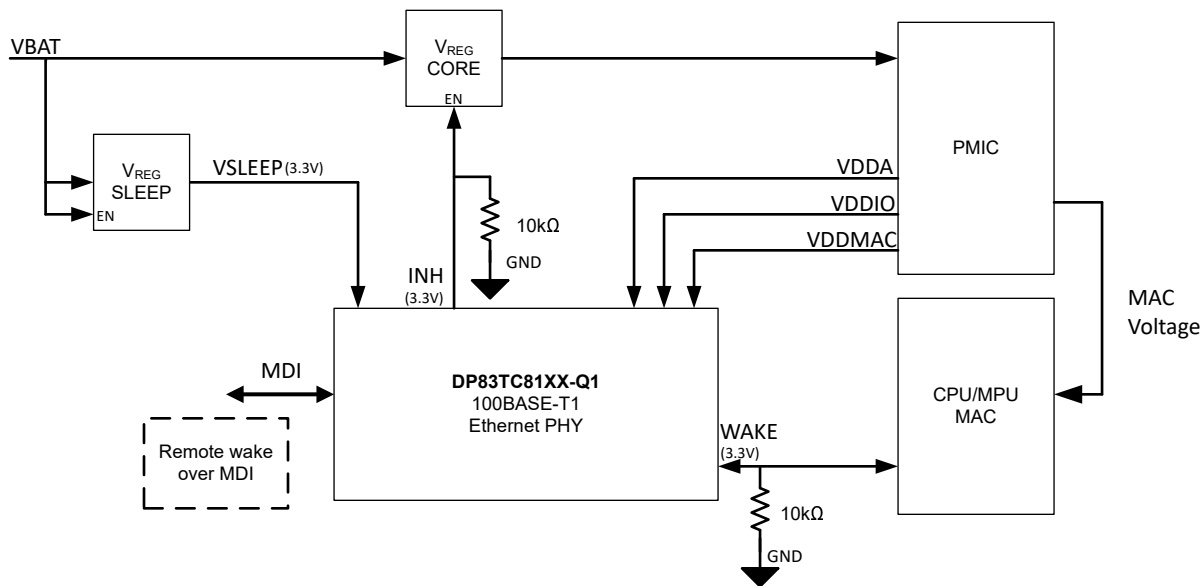 VBAT
VREG
CORE
EN
VREG
SLEEP
EN
VSLEEP (3.3V)
PMIC
VDDA
VDDIO
VDDMAC
10kΩ
GND
INH
(3.3V)
MAC
Voltage
MDI
Remote wake
over MDI
DP83TC81XX-Q1
100BASE-T1
Ethernet PHY
CPU/MPU
MAC
WAKE
(3.3V)
10kΩ
GND